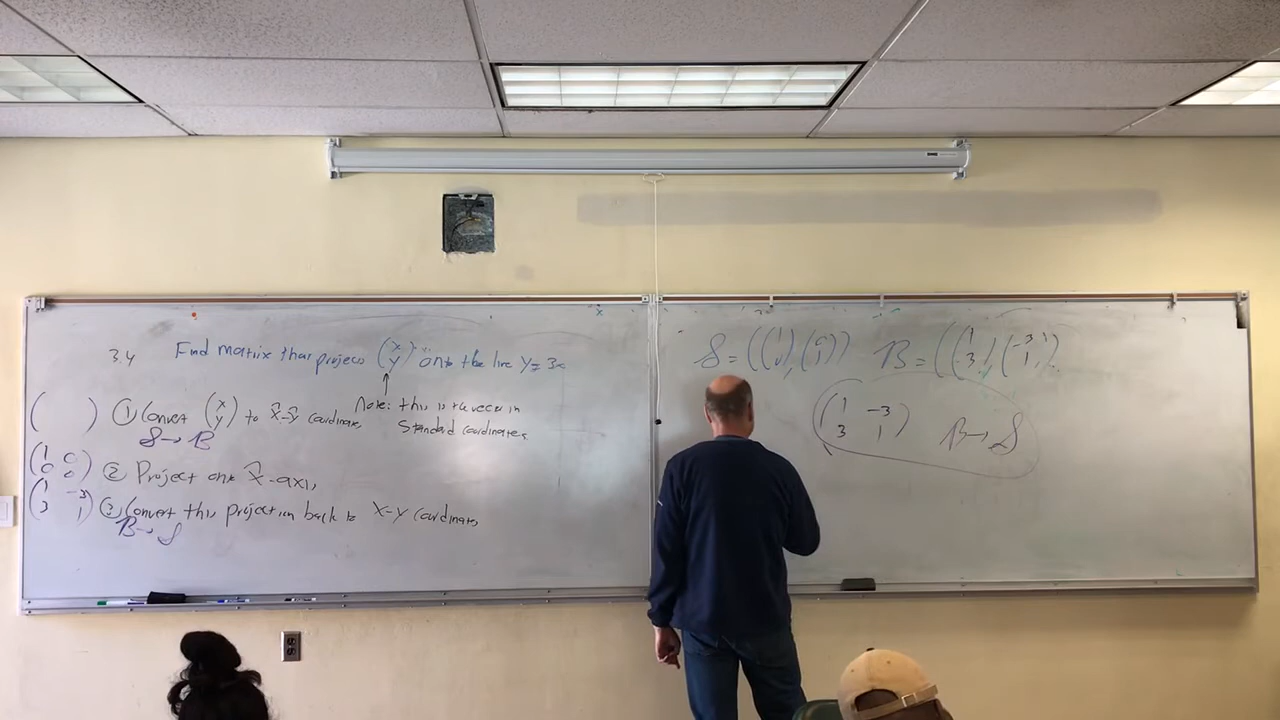 3.4 Find matrix that projects (x y) onto the line y = 3x
Note: this is the vector in
Standard coordinates
( ) ① Convert (x y) to x̂-ŷ coordinates
S → B
(1 0
0 0) ② Project onto x̂-axis
(1 -3
3 1) ③ Convert this projection back to X-Y coordinates
B → S
S = ((1 0), (0 1)) B = ((1 3), (-3 1))
(1 -3
3 1) B → S